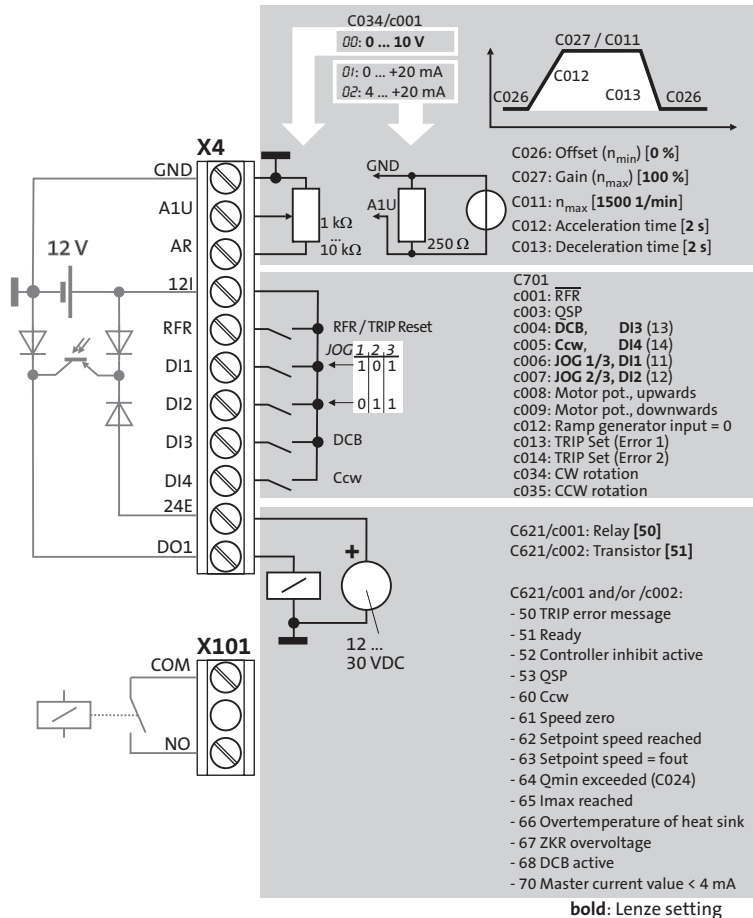 C034/c001
00: 0 ... 10 V
01: 0 ... +20 mA
02: 4 ... +20 mA
C027 / C011
C012
C026
C013
C026
X4
GND
A1U
AR
12I
RFR
DI1
DI2
DI3
DI4
24E
DO1
12 V
1 kΩ
...
10 kΩ
GND
A1U
250 Ω
C026: Offset (nmin) [0 %]
C027: Gain (nmax) [100 %]
C011: nmax [1500 1/min]
C012: Acceleration time [2 s]
C013: Deceleration time [2 s]
RFR / TRIP Reset
JOG 1 2 3
1 0 1
0 1 1
DCB
Ccw
C701
c001: R̅F̅R̅
c003: QSP
c004: DCB, DI3 (13)
c005: Ccw, DI4 (14)
c006: JOG 1/3, DI1 (11)
c007: JOG 2/3, DI2 (12)
c008: Motor pot., upwards
c009: Motor pot., downwards
c012: Ramp generator input = 0
c013: TRIP Set (Error 1)
c014: TRIP Set (Error 2)
c034: CW rotation
c035: CCW rotation
+
12 ...
30 VDC
X101
COM
NO
C621/c001: Relay [50]
C621/c002: Transistor [51]
C621/c001 and/or /c002:
- 50 TRIP error message
- 51 Ready
- 52 Controller inhibit active
- 53 QSP
- 60 Ccw
- 61 Speed zero
- 62 Setpoint speed reached
- 63 Setpoint speed = fout
- 64 Qmin exceeded (C024)
- 65 Imax reached
- 66 Overtemperature of heat sink
- 67 ZKR overvoltage
- 68 DCB active
- 70 Master current value < 4 mA
bold: Lenze setting